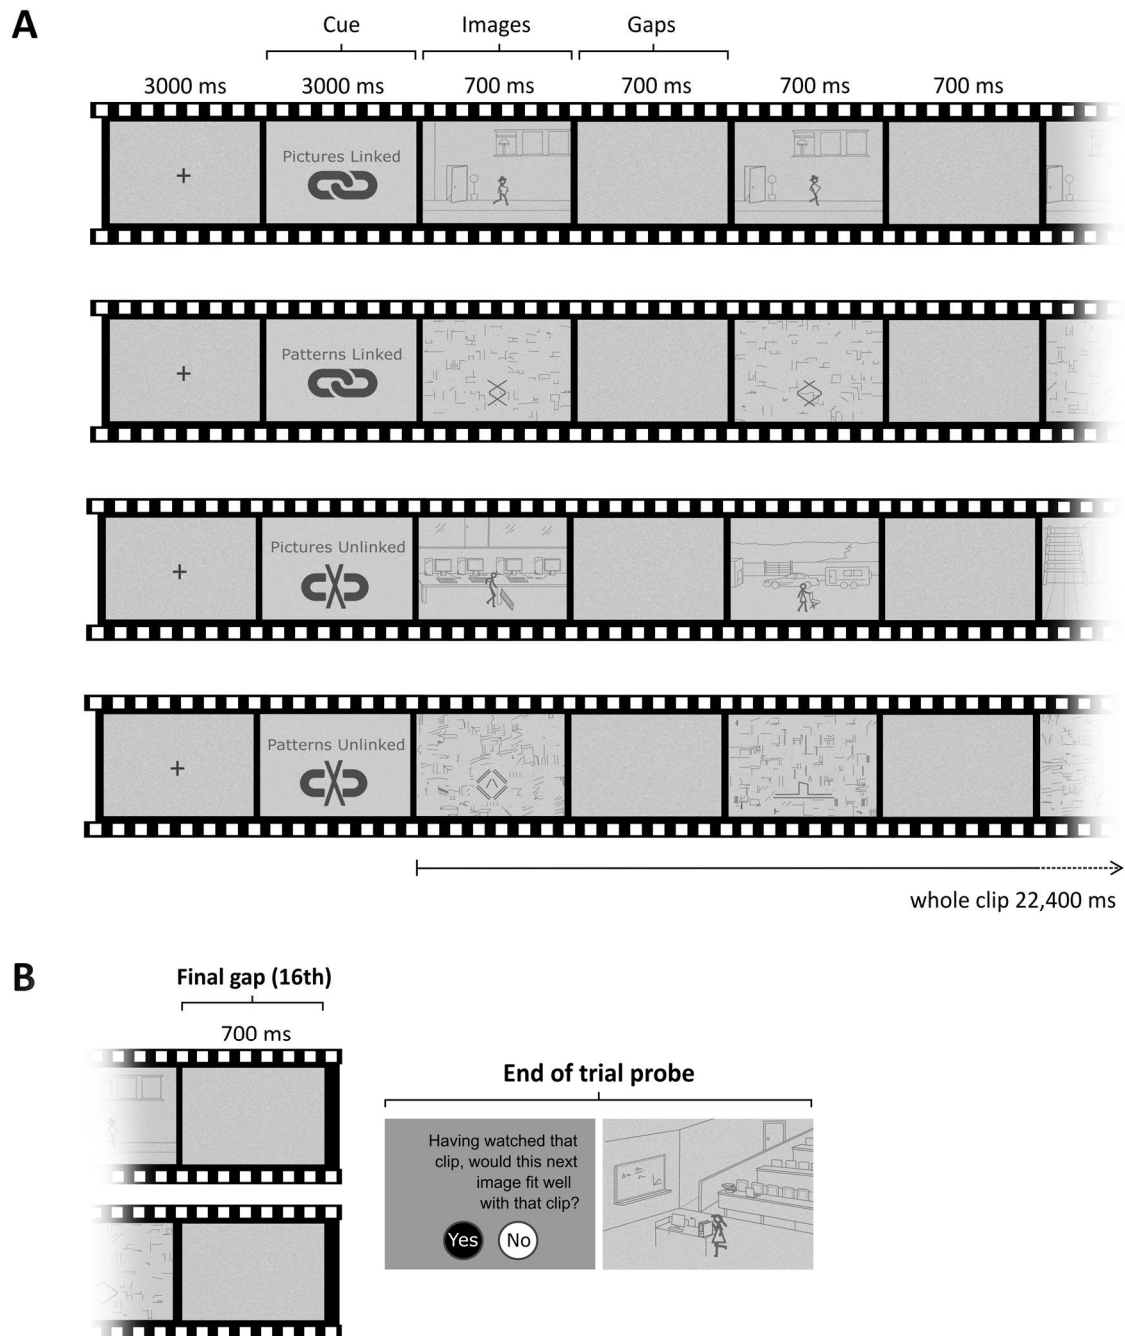 A
Cue
Images
Gaps
3000 ms
3000 ms
700 ms
700 ms
700 ms
700 ms
Pictures Linked
Patterns Linked
Pictures Unlinked
Patterns Unlinked
whole clip 22,400 ms
B
Final gap (16th)
700 ms
End of trial probe
Having watched that
clip, would this next
image fit well
with that clip?
Yes
No